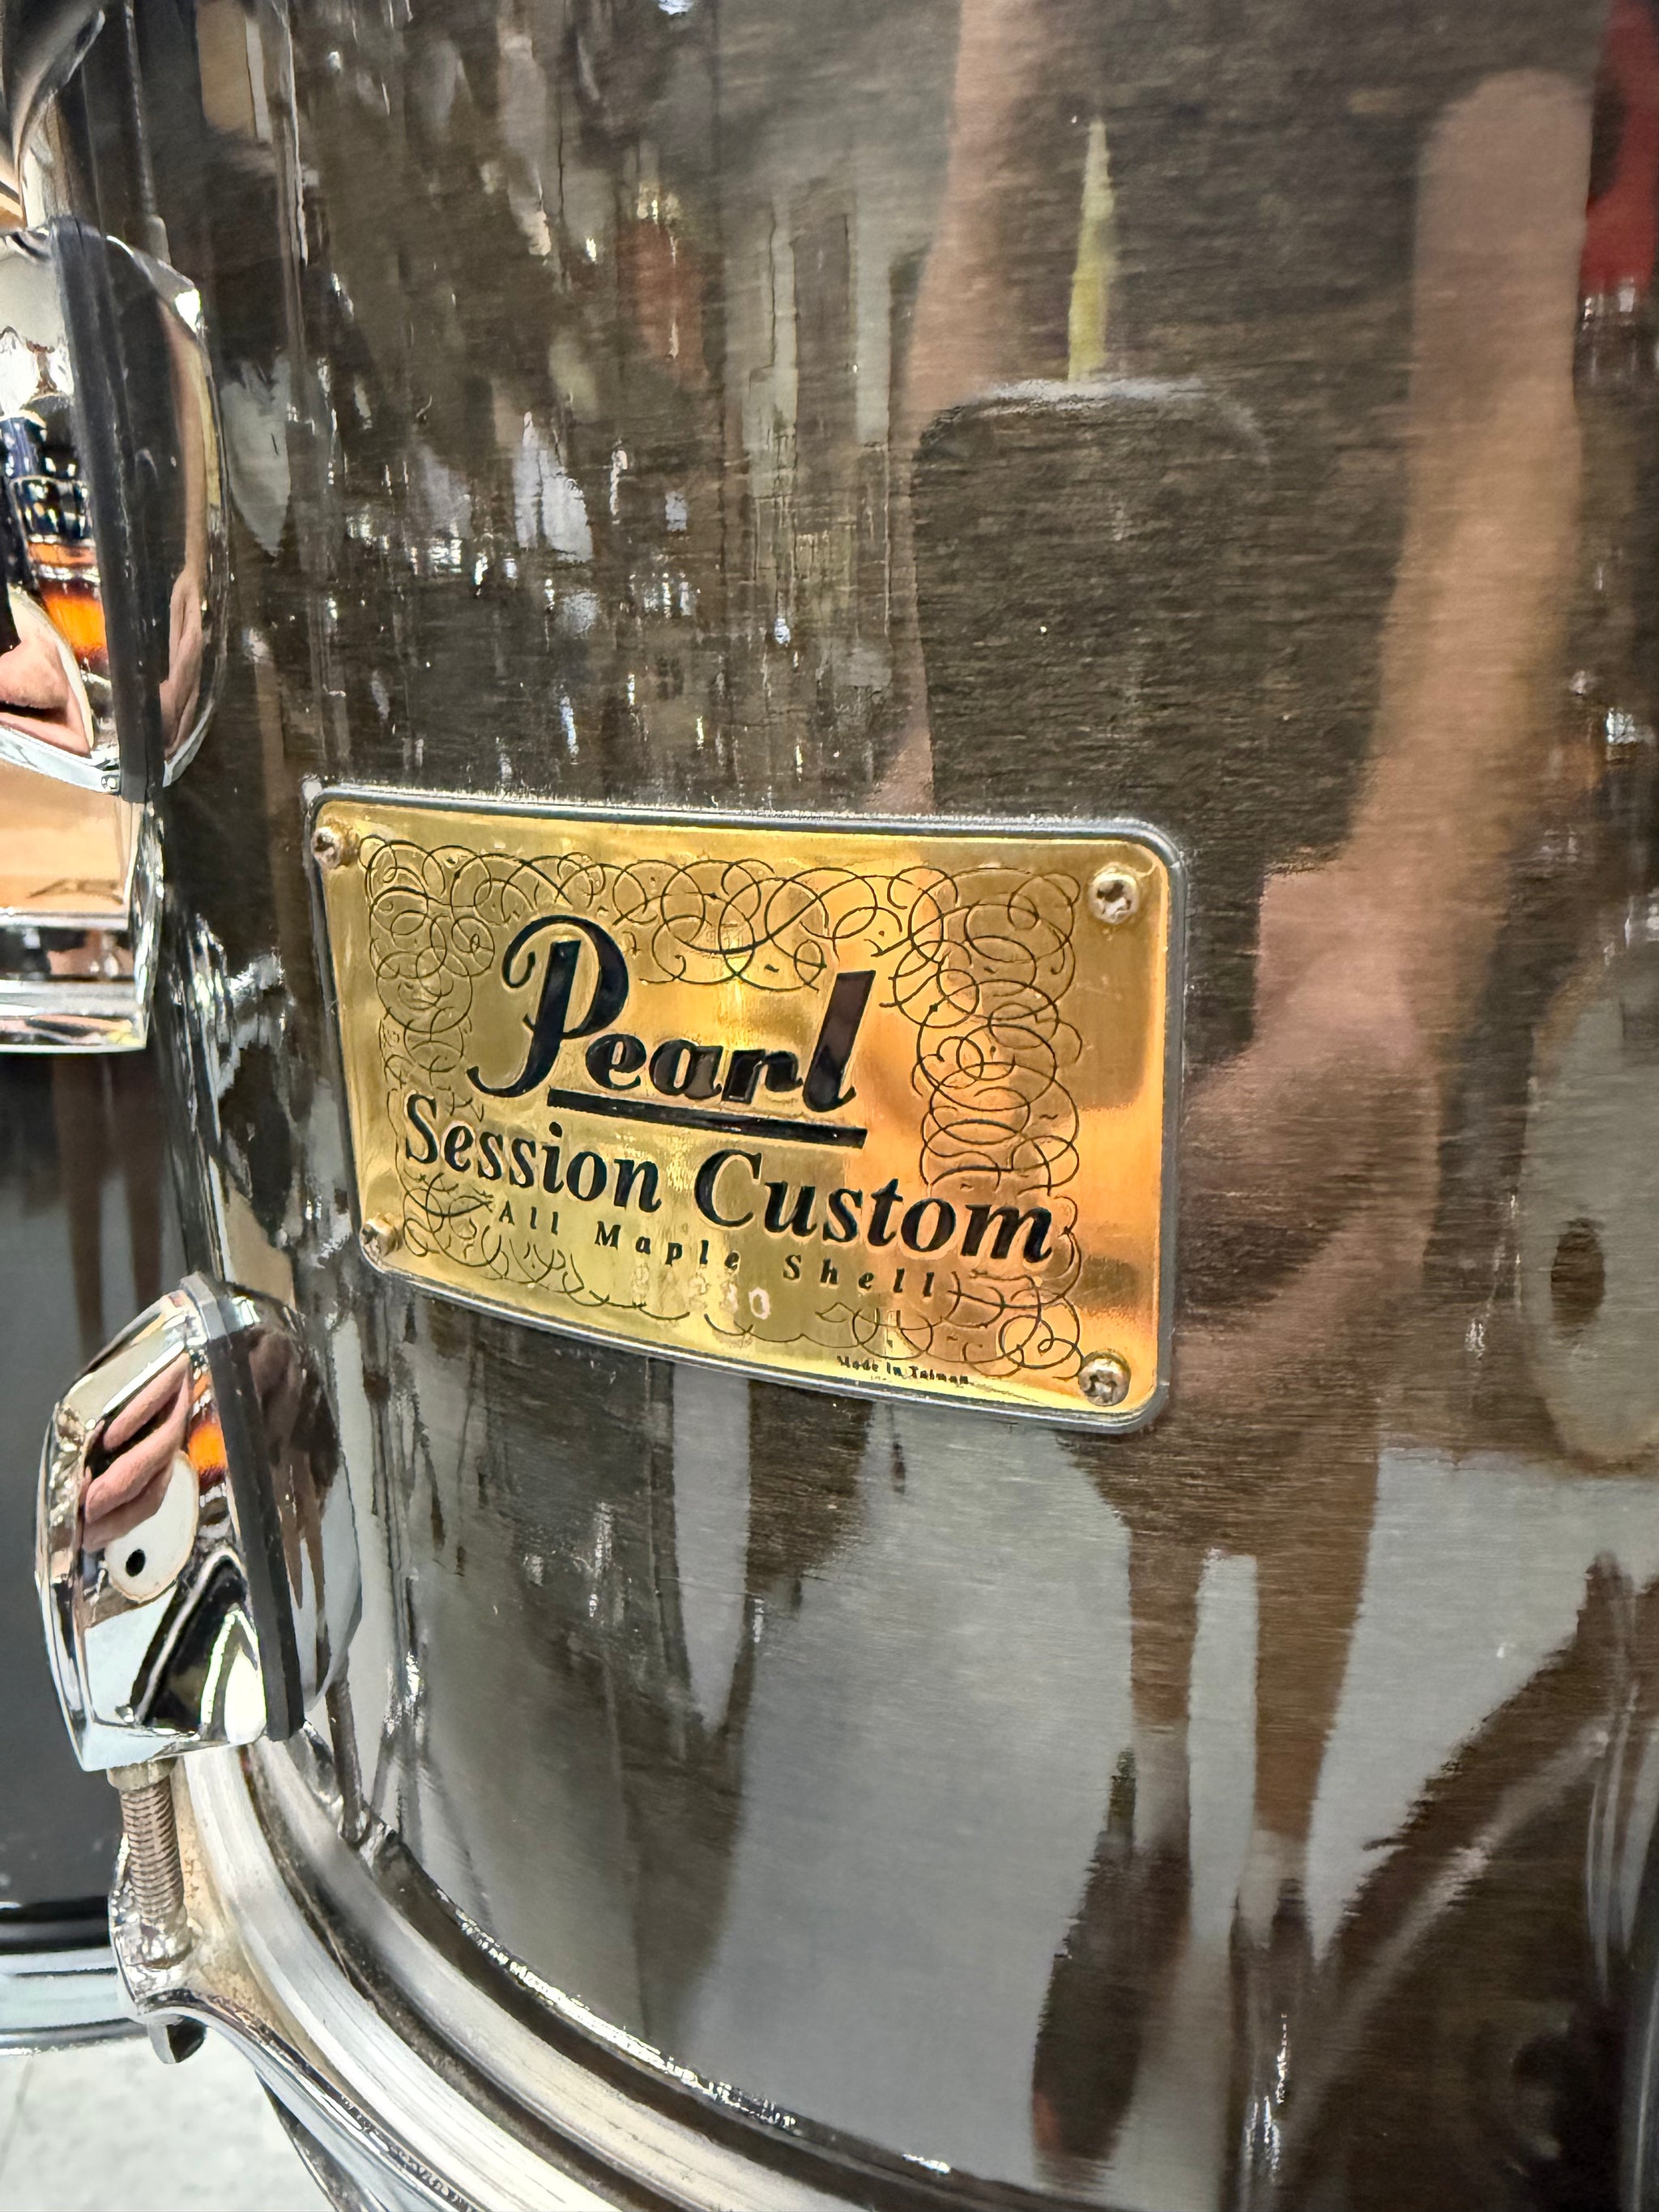 Pearl
Session Custom
All Maple Shell
Made In Taiwan